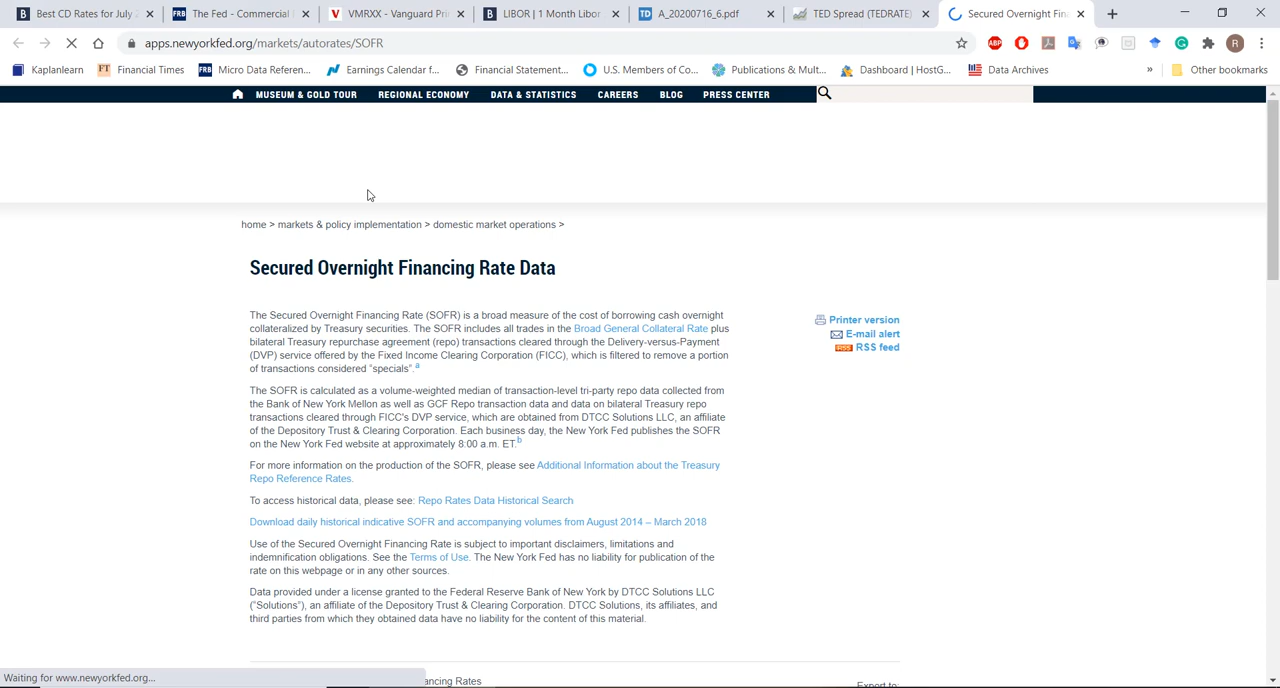 Best CD Rates for July 2
The Fed - Commercial
VMRXX - Vanguard Pri
LIBOR | 1 Month Libor
A_20200716_6.pdf
TED Spread (TEDRATE)
Secured Overnight Fina
apps.newyorkfed.org/markets/autorates/SOFR
Kaplanlearn
Financial Times
Micro Data Referen...
Earnings Calendar f...
Financial Statement...
U.S. Members of Co...
Publications & Mult...
Dashboard | HostG...
Data Archives
»
Other bookmarks
MUSEUM & GOLD TOUR
REGIONAL ECONOMY
DATA & STATISTICS
CAREERS
BLOG
PRESS CENTER
home > markets & policy implementation > domestic market operations >
Secured Overnight Financing Rate Data
The Secured Overnight Financing Rate (SOFR) is a broad measure of the cost of borrowing cash overnight
collateralized by Treasury securities. The SOFR includes all trades in the Broad General Collateral Rate plus
bilateral Treasury repurchase agreement (repo) transactions cleared through the Delivery-versus-Payment
(DVP) service offered by the Fixed Income Clearing Corporation (FICC), which is filtered to remove a portion
of transactions considered "specials".a
Printer version
E-mail alert
RSS feed
The SOFR is calculated as a volume-weighted median of transaction-level tri-party repo data collected from
the Bank of New York Mellon as well as GCF Repo transaction data and data on bilateral Treasury repo
transactions cleared through FICC's DVP service, which are obtained from DTCC Solutions LLC, an affiliate
of the Depository Trust & Clearing Corporation. Each business day, the New York Fed publishes the SOFR
on the New York Fed website at approximately 8:00 a.m. ET.b
For more information on the production of the SOFR, please see Additional Information about the Treasury
Repo Reference Rates.
To access historical data, please see: Repo Rates Data Historical Search
Download daily historical indicative SOFR and accompanying volumes from August 2014 – March 2018
Use of the Secured Overnight Financing Rate is subject to important disclaimers, limitations and
indemnification obligations. See the Terms of Use. The New York Fed has no liability for publication of the
rate on this webpage or in any other sources.
Data provided under a license granted to the Federal Reserve Bank of New York by DTCC Solutions LLC
("Solutions"), an affiliate of the Depository Trust & Clearing Corporation. DTCC Solutions, its affiliates, and
third parties from which they obtained data have no liability for the content of this material.
Waiting for www.newyorkfed.org...
ancing Rates
Export to: